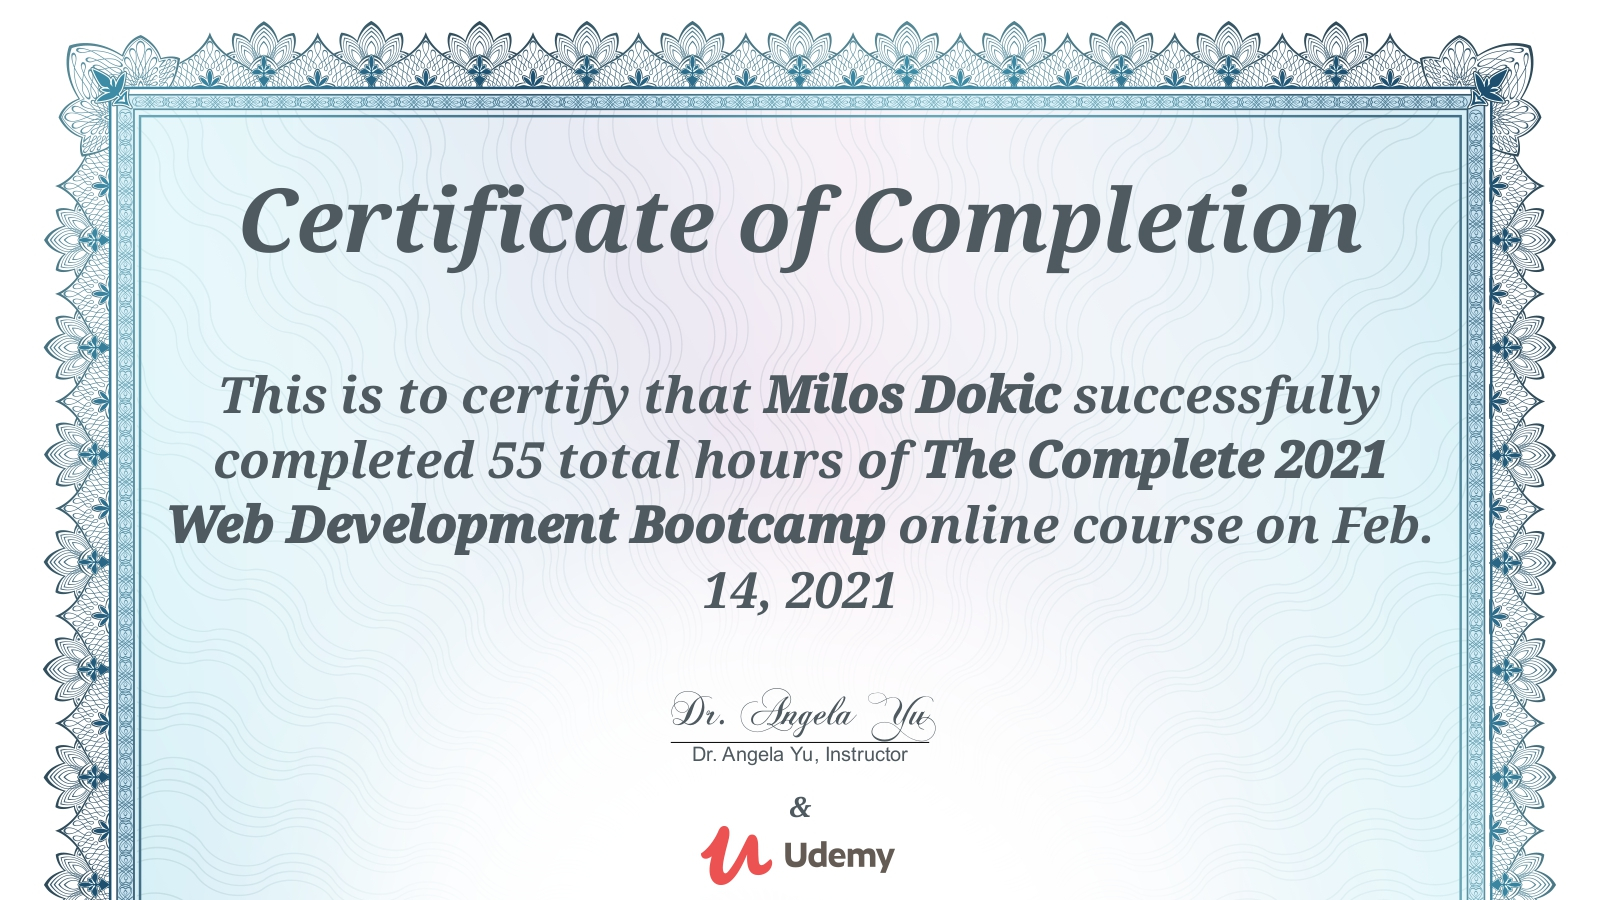 Certificate of Completion
This is to certify that Milos Dokic successfully
completed 55 total hours of The Complete 2021
Web Development Bootcamp online course on Feb.
14, 2021
Dr. Angela Yu
Dr. Angela Yu, Instructor
&
Udemy